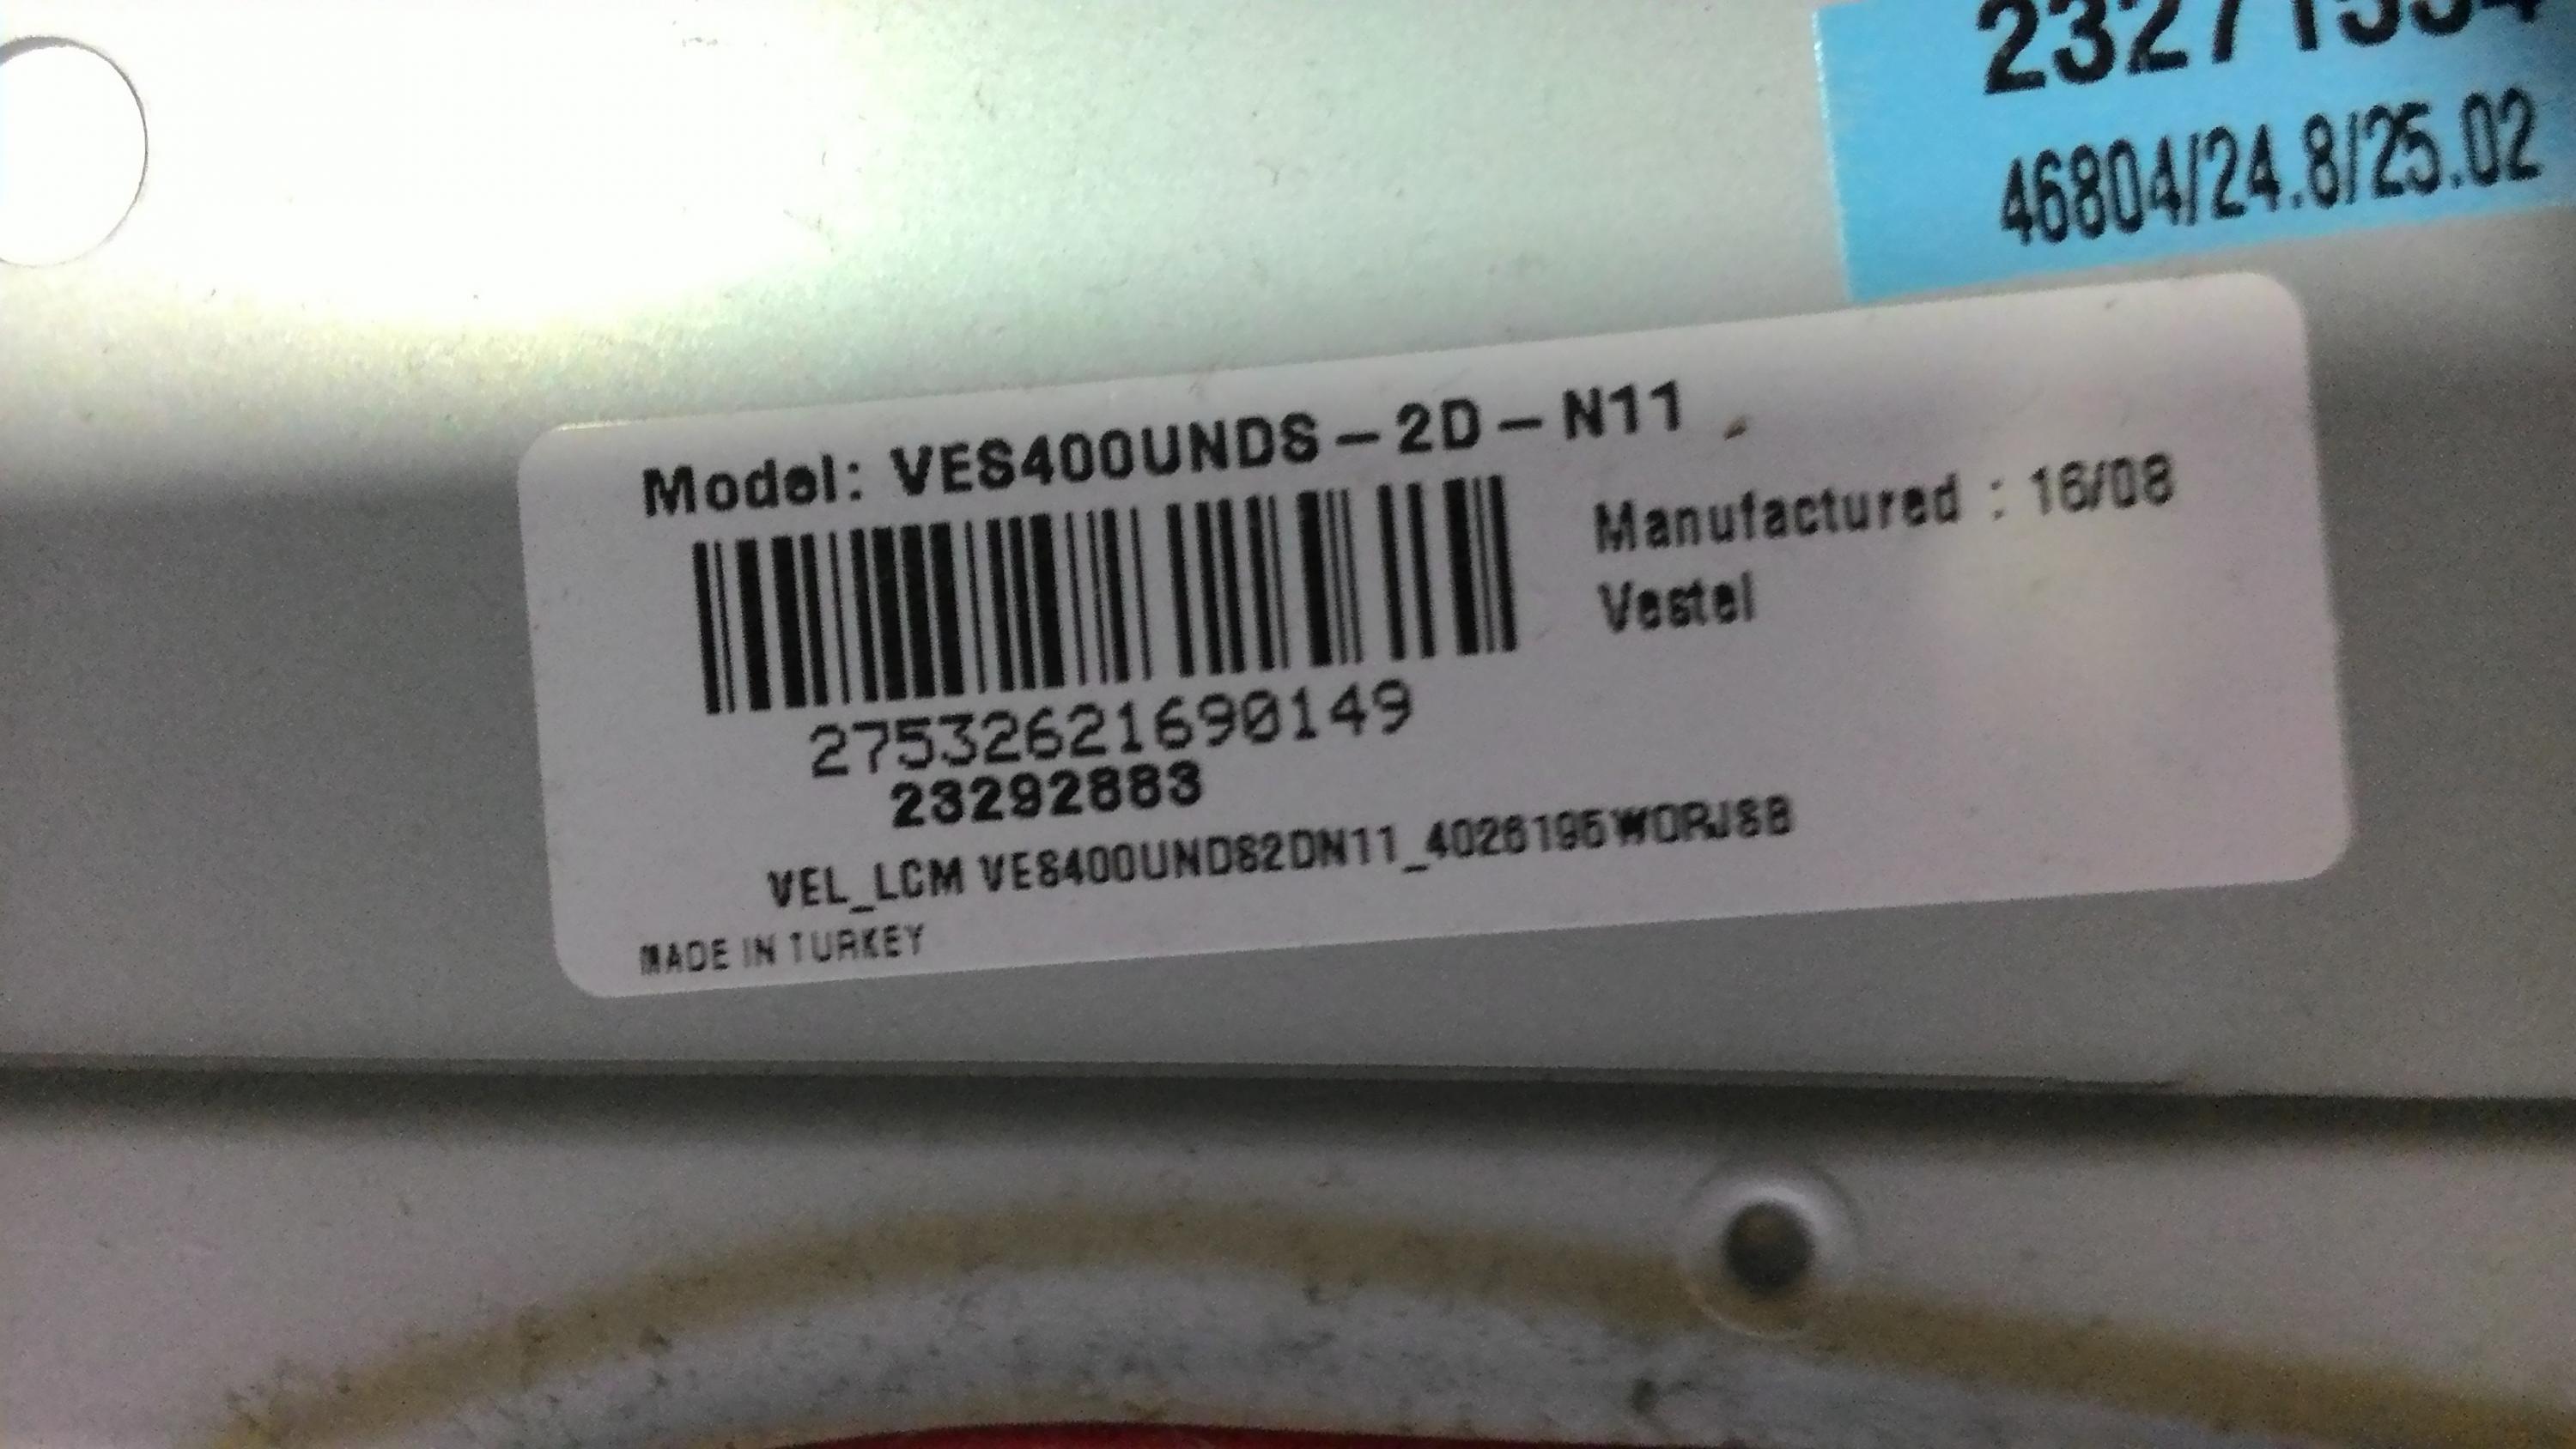 46804/24.8/25.02
Model: VES400UNDS-2D-N11
Manufactured : 16/08
Vestel
27532621690149
23292883
VEL_LCM VES400UNDS2DN11_4026195WORJSB
MADE IN TURKEY